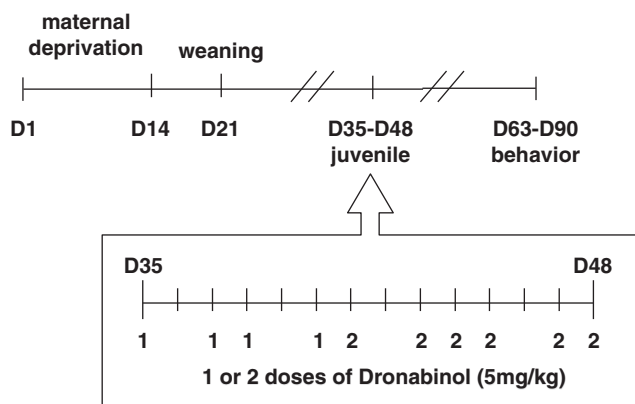 maternal
deprivation
weaning
D1 D14 D21 D35-D48 D63-D90
juvenile behavior
D35 D48
1 1 1 1 2 2 2 2 2 2
1 or 2 doses of Dronabinol (5mg/kg)